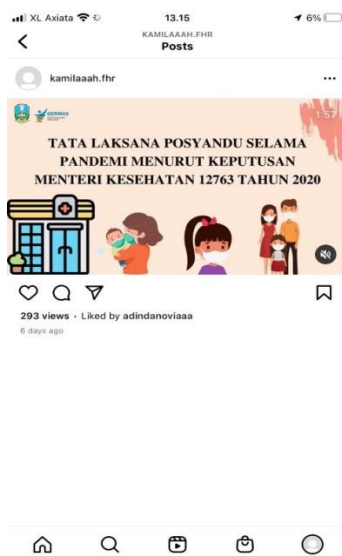 XL Axiata 13.15 6%
KAMILAAAH.FHR
Posts
kamilaaah.fhr
GERMAS
1:57
TATA LAKSANA POSYANDU SELAMA
PANDEMI MENURUT KEPUTUSAN
MENTERI KESEHATAN 12763 TAHUN 2020
293 views · Liked by adindanoviaaa
6 days ago